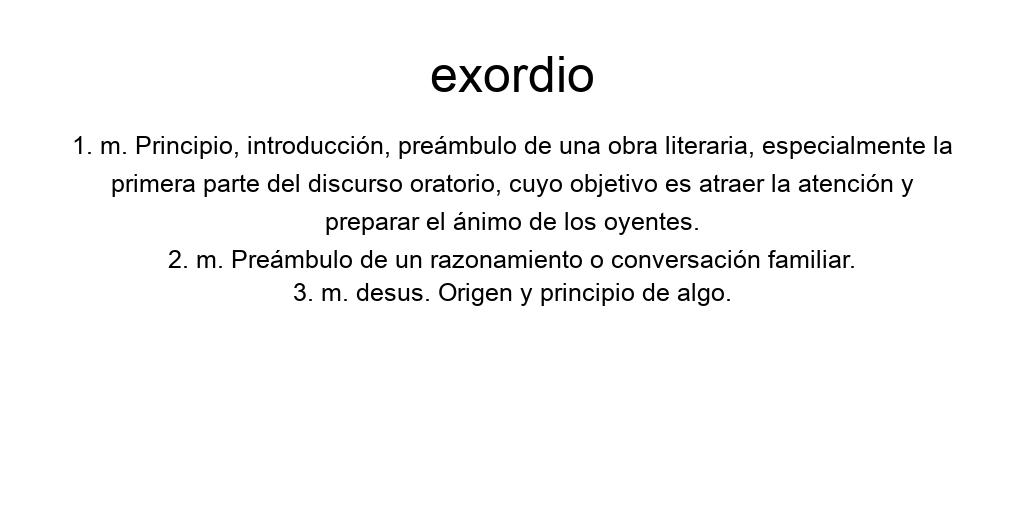 exordio
1. m. Principio, introducción, preámbulo de una obra literaria, especialmente la
primera parte del discurso oratorio, cuyo objetivo es atraer la atención y
preparar el ánimo de los oyentes.
2. m. Preámbulo de un razonamiento o conversación familiar.
3. m. desus. Origen y principio de algo.